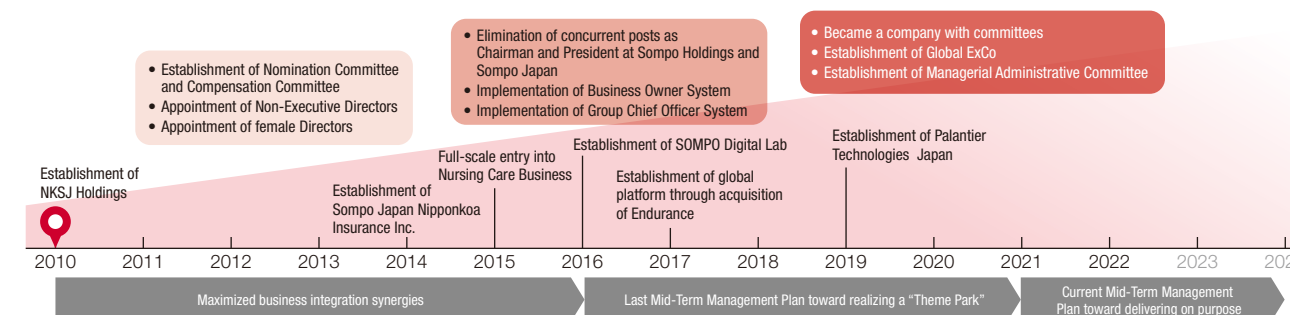 • Establishment of Nomination Committee
and Compensation Committee
• Appointment of Non-Executive Directors
• Appointment of female Directors
• Elimination of concurrent posts as
Chairman and President at Sompo Holdings and
Sompo Japan
• Implementation of Business Owner System
• Implementation of Group Chief Officer System
• Became a company with committees
• Establishment of Global ExCo
• Establishment of Managerial Administrative Committee
Establishment of
NKSJ Holdings
Establishment of
Sompo Japan Nipponkoa
Insurance Inc.
Full-scale entry into
Nursing Care Business
Establishment of SOMPO Digital Lab
Establishment of global
platform through acquisition
of Endurance
Establishment of Palantier
Technologies Japan
2010 2011 2012 2013 2014 2015 2016 2017 2018 2019 2020 2021 2022 2023
Maximized business integration synergies
Last Mid-Term Management Plan toward realizing a “Theme Park”
Current Mid-Term Management
Plan toward delivering on purpose